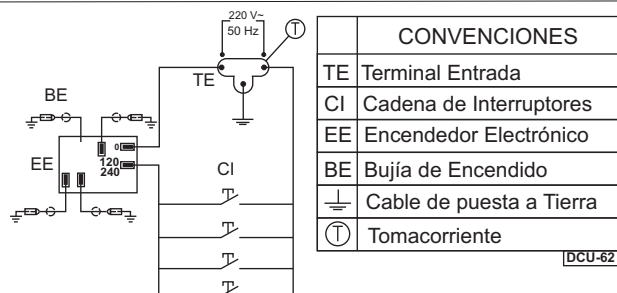 220 V~
50 Hz
T
TE
BE
EE
0
120
240
CI
CONVENCIONES
TE Terminal Entrada
CI Cadena de Interruptores
EE Encendedor Electrónico
BE Bujía de Encendido
Cable de puesta a Tierra
T Tomacorriente
DCU-62